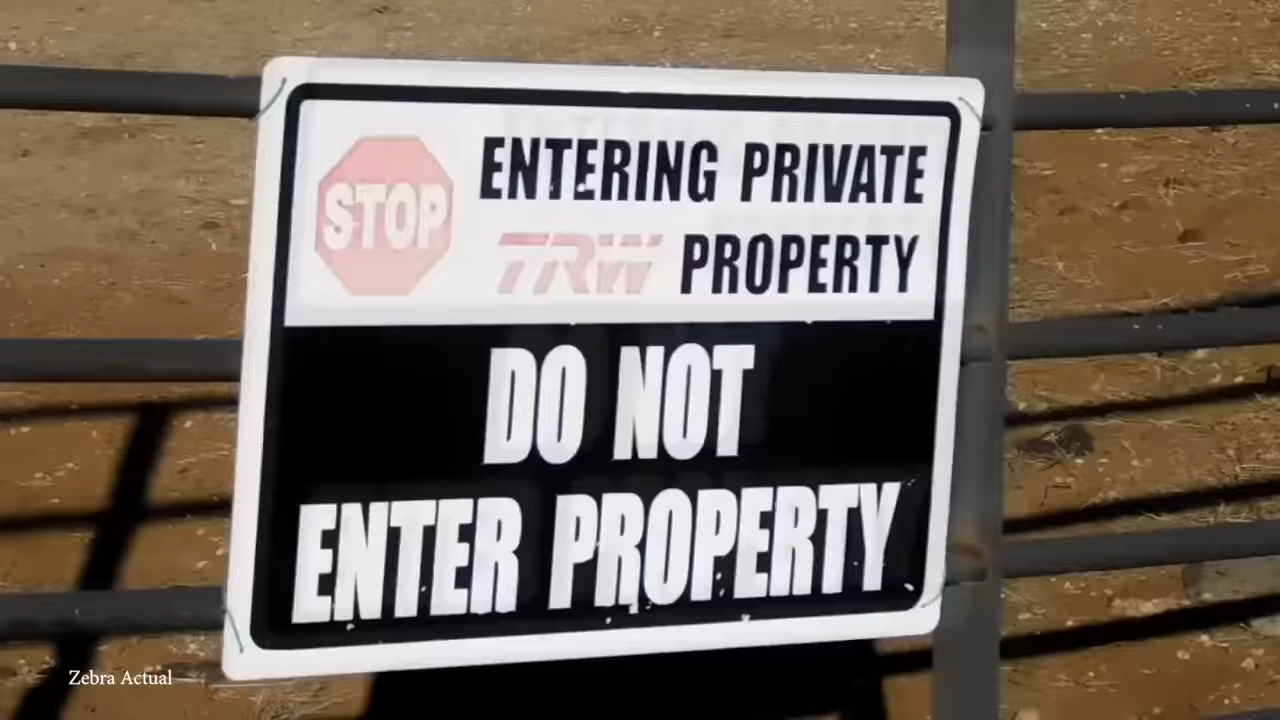 STOP
ENTERING PRIVATE
TRW PROPERTY
DO NOT
ENTER PROPERTY
Zebra Actual